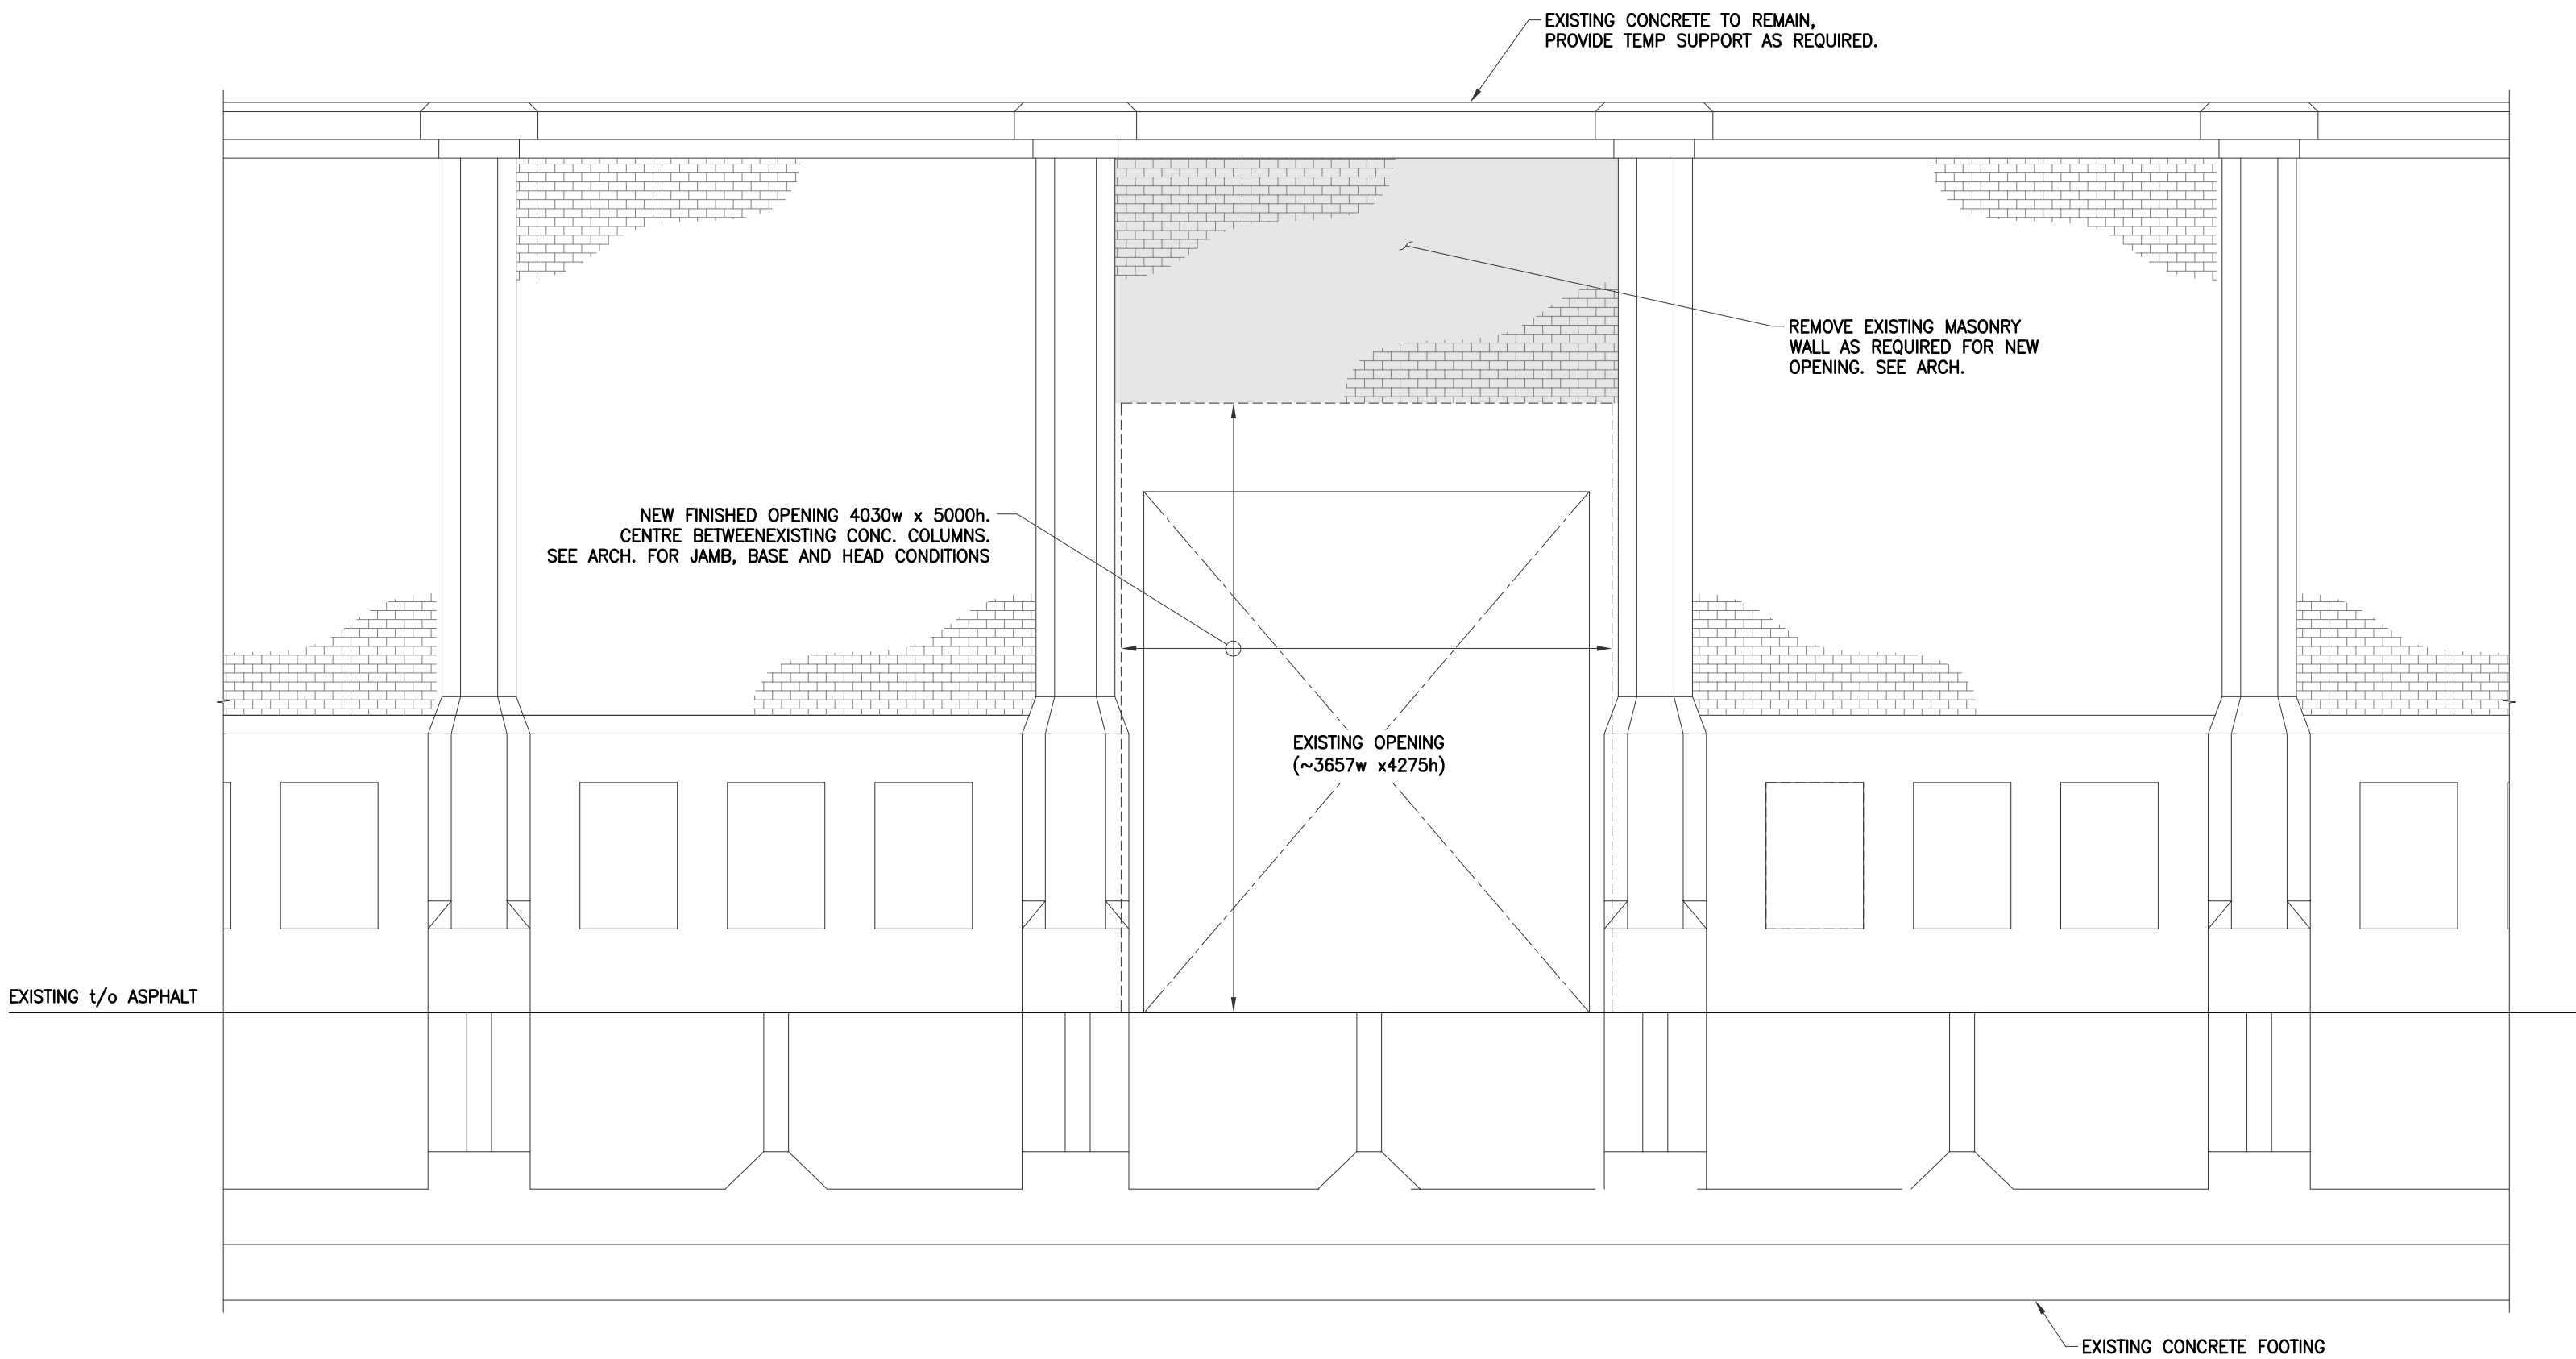 EXISTING CONCRETE TO REMAIN,
PROVIDE TEMP SUPPORT AS REQUIRED.
REMOVE EXISTING MASONRY
WALL AS REQUIRED FOR NEW
OPENING. SEE ARCH.
NEW FINISHED OPENING 4030w x 5000h.
CENTRE BETWEENEXISTING CONC. COLUMNS.
SEE ARCH. FOR JAMB, BASE AND HEAD CONDITIONS
EXISTING OPENING
(~3657w x4275h)
EXISTING t/o ASPHALT
EXISTING CONCRETE FOOTING